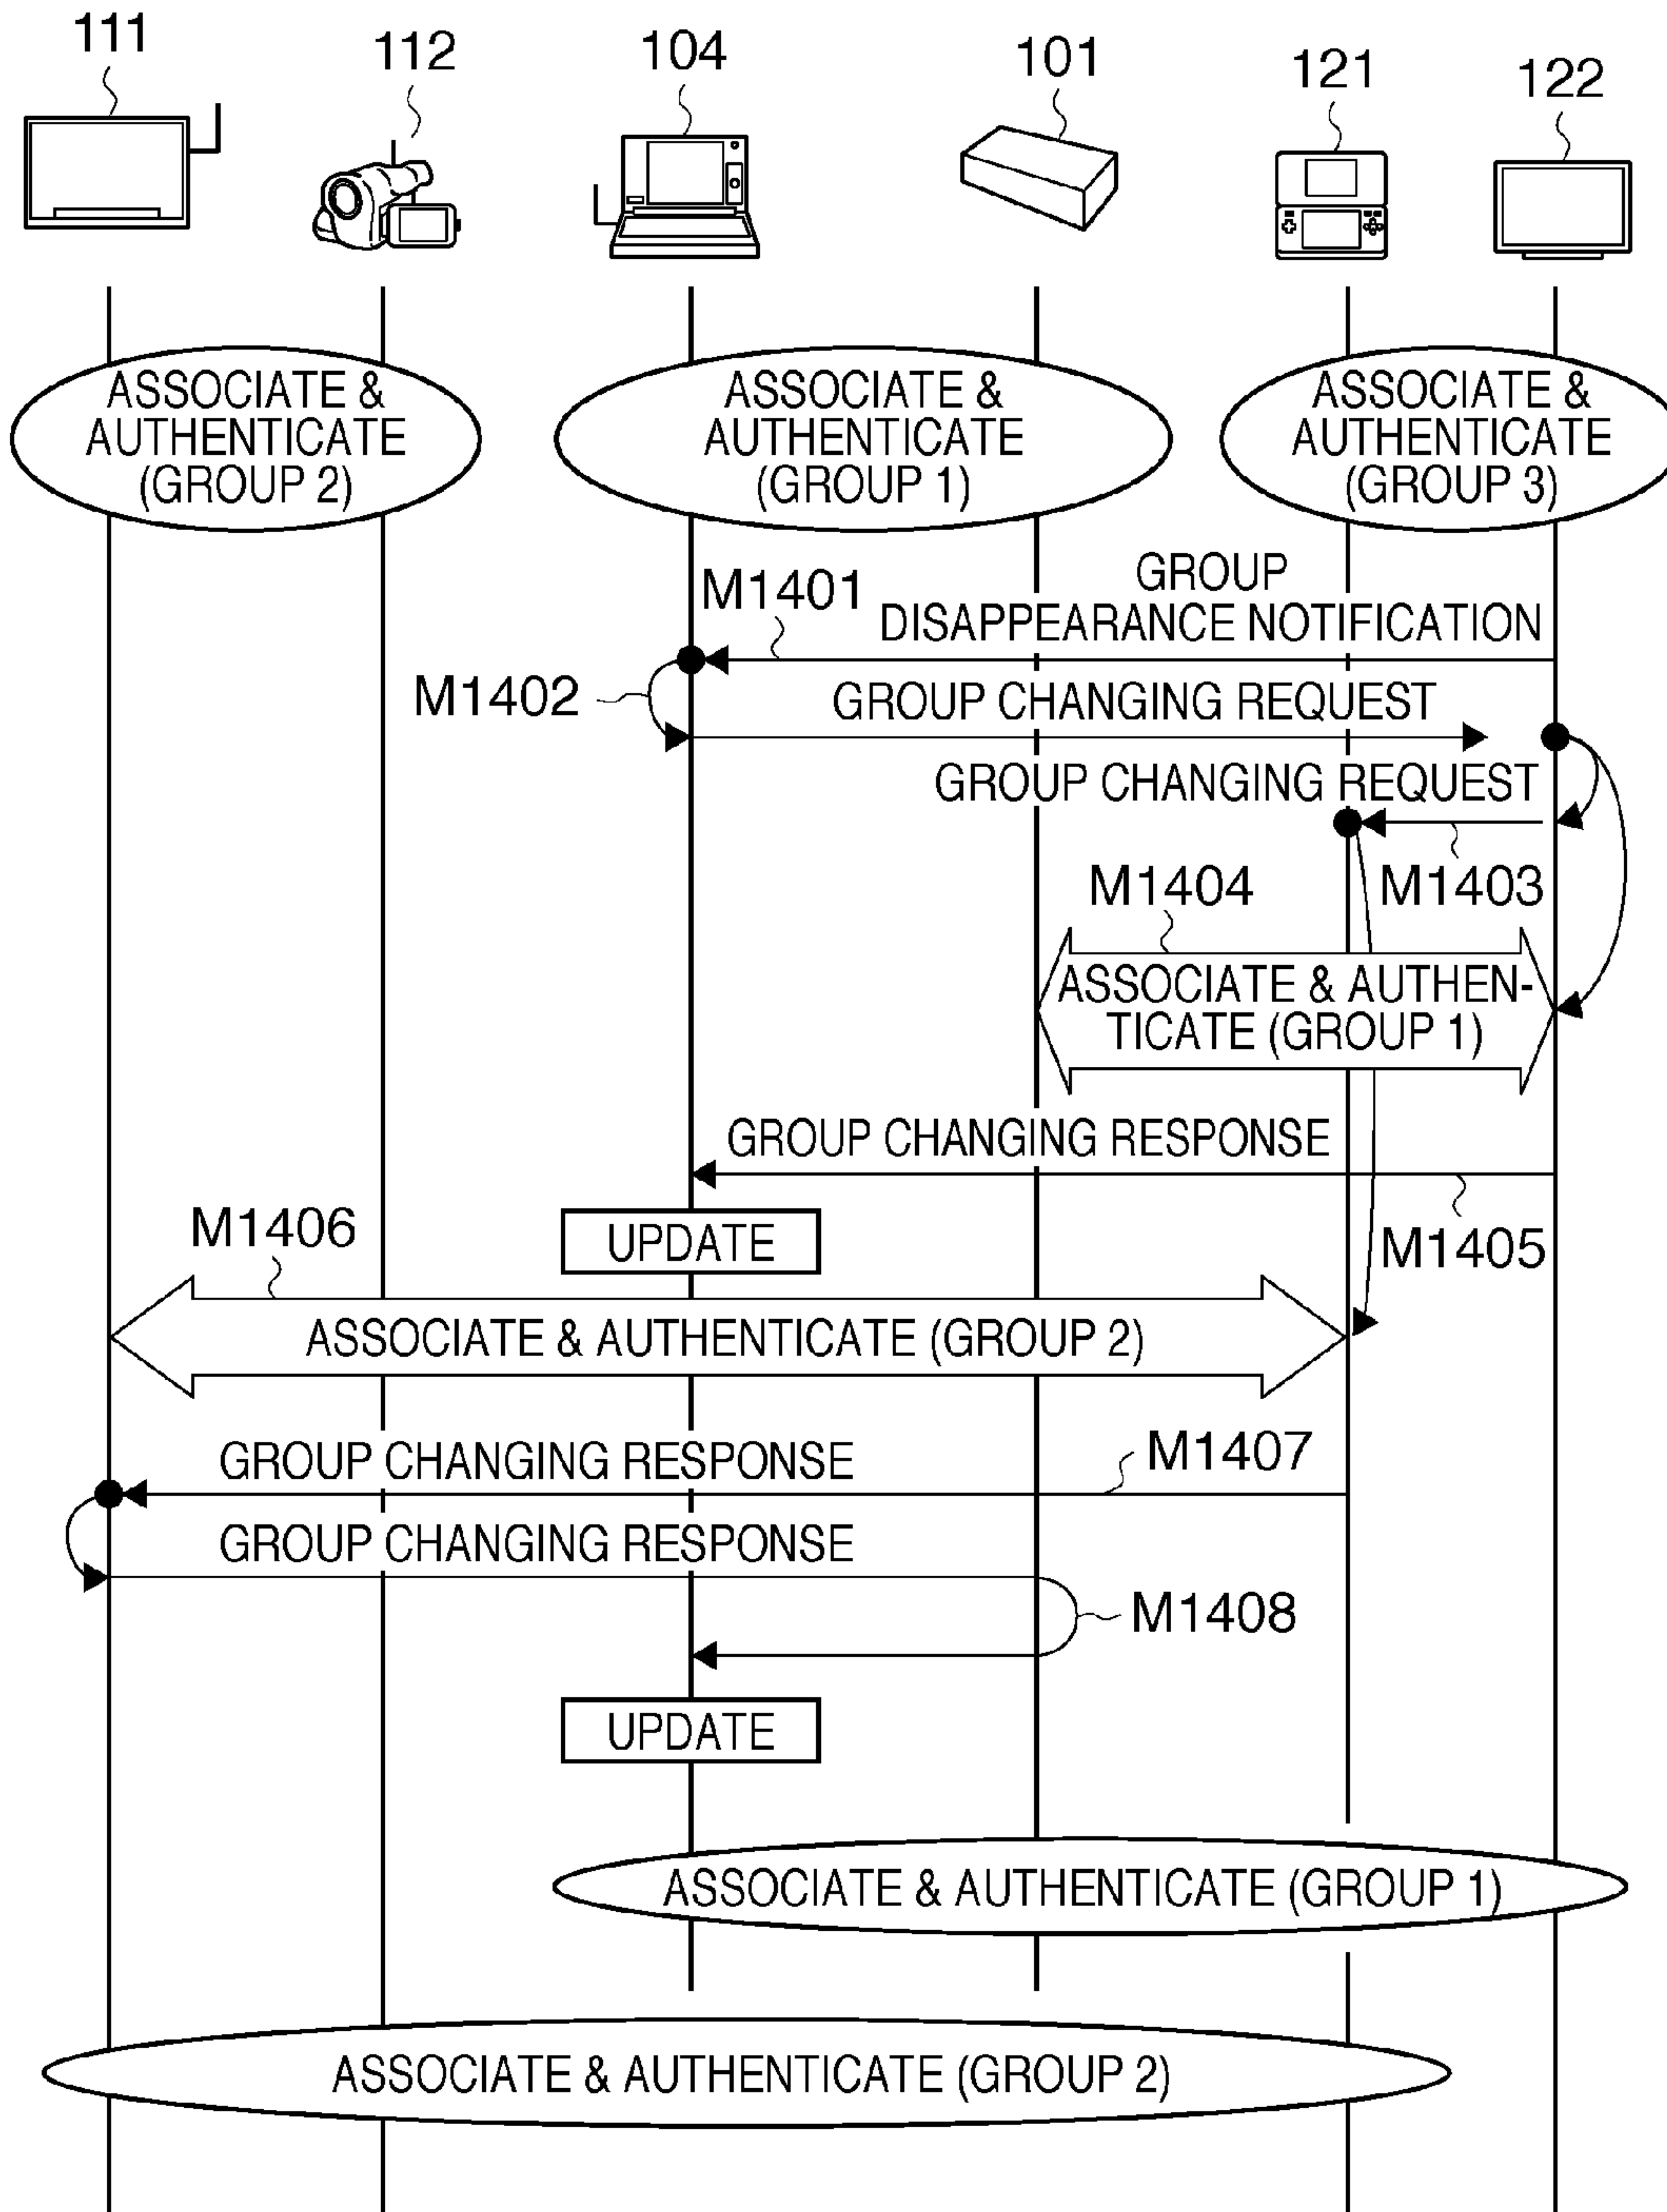 111
112
104
101
121
122
ASSOCIATE &
AUTHENTICATE
(GROUP 2)
ASSOCIATE &
AUTHENTICATE
(GROUP 1)
ASSOCIATE &
AUTHENTICATE
(GROUP 3)
M1401
GROUP
DISAPPEARANCE NOTIFICATION
M1402
GROUP CHANGING REQUEST
GROUP CHANGING REQUEST
M1404
M1403
ASSOCIATE & AUTHEN-
TICATE (GROUP 1)
GROUP CHANGING RESPONSE
M1406
UPDATE
M1405
ASSOCIATE & AUTHENTICATE (GROUP 2)
GROUP CHANGING RESPONSE
M1407
GROUP CHANGING RESPONSE
M1408
UPDATE
ASSOCIATE & AUTHENTICATE (GROUP 1)
ASSOCIATE & AUTHENTICATE (GROUP 2)